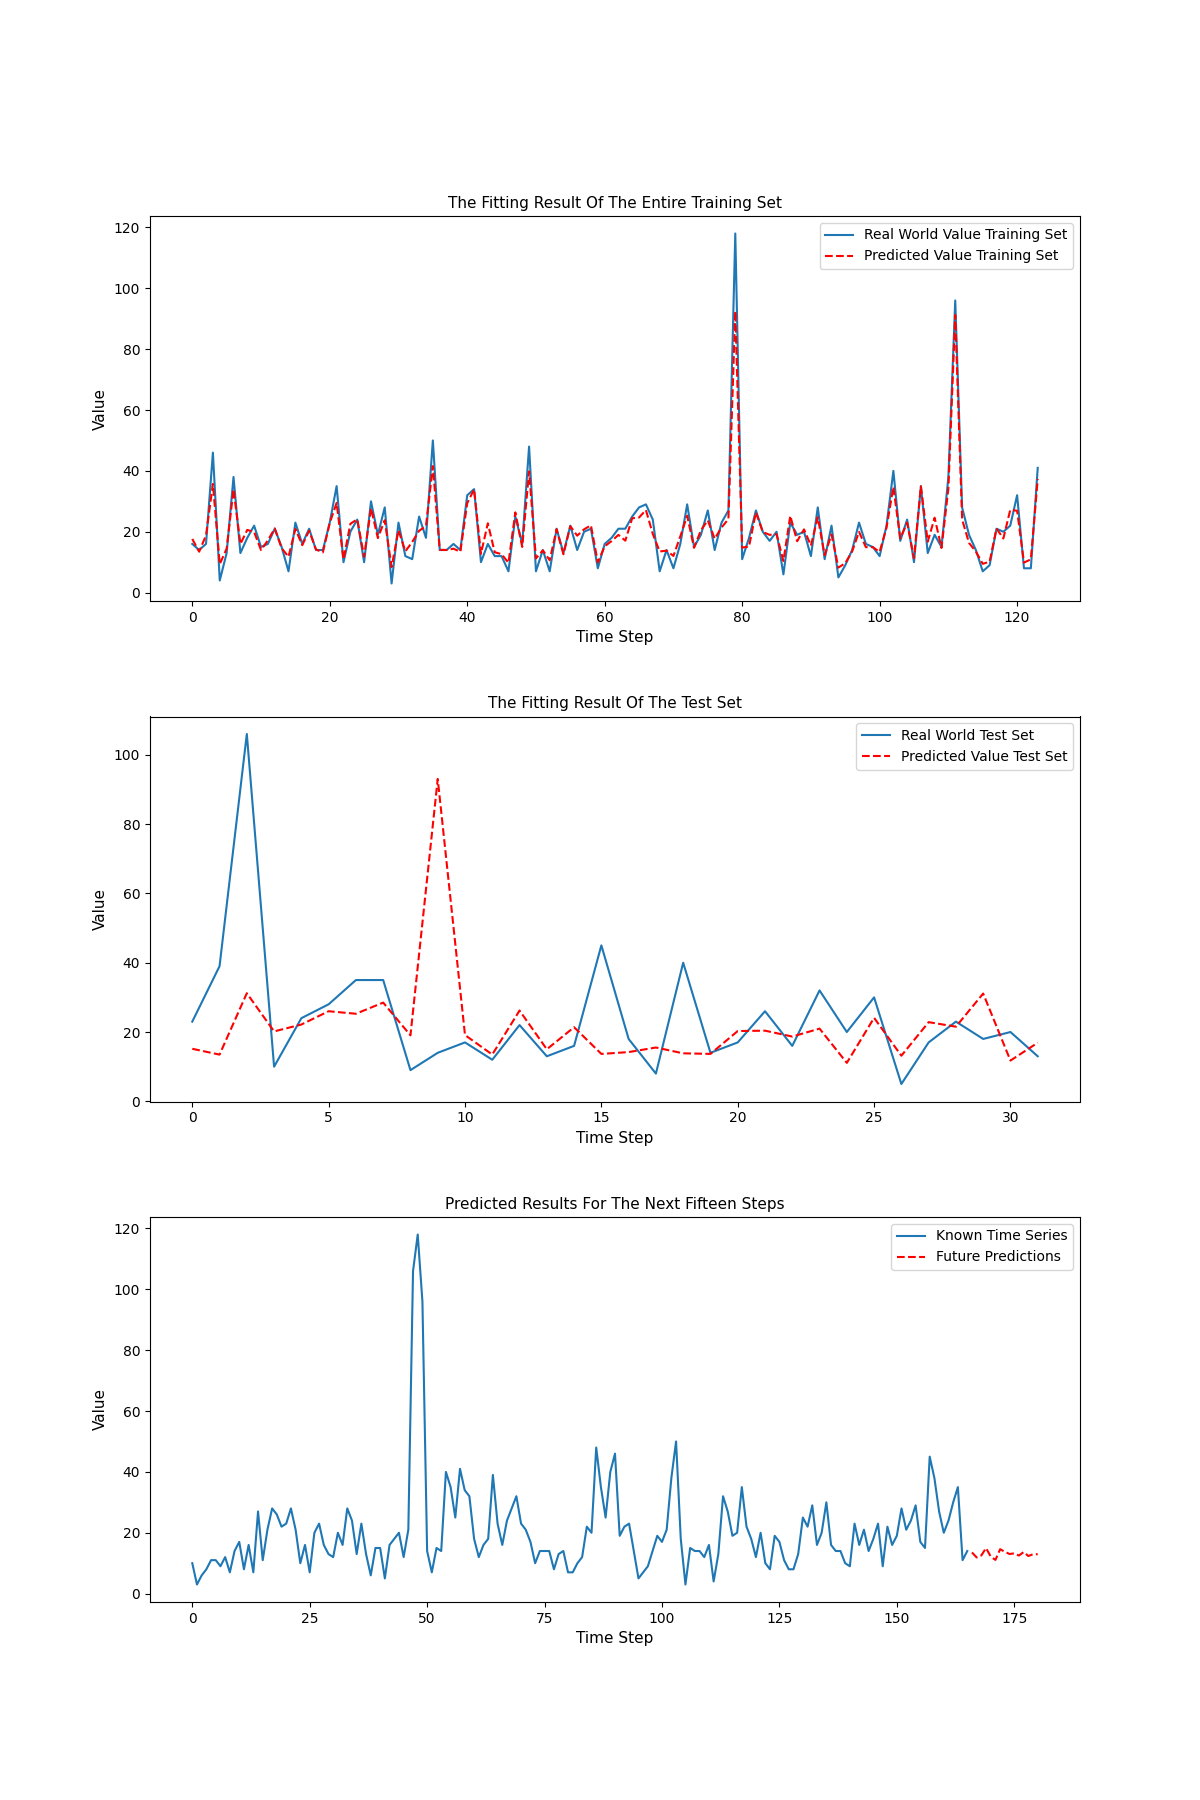 The Fitting Result Of The Entire Training Set
120
100
80
60
40
20
0
Value
Real World Value Training Set
Predicted Value Training Set
0 20 40 60 80 100 120
Time Step
The Fitting Result Of The Test Set
100
80
60
40
20
0
Value
Real World Test Set
Predicted Value Test Set
0 5 10 15 20 25 30
Time Step
Predicted Results For The Next Fifteen Steps
120
100
80
60
40
20
0
Value
Known Time Series
Future Predictions
0 25 50 75 100 125 150 175
Time Step